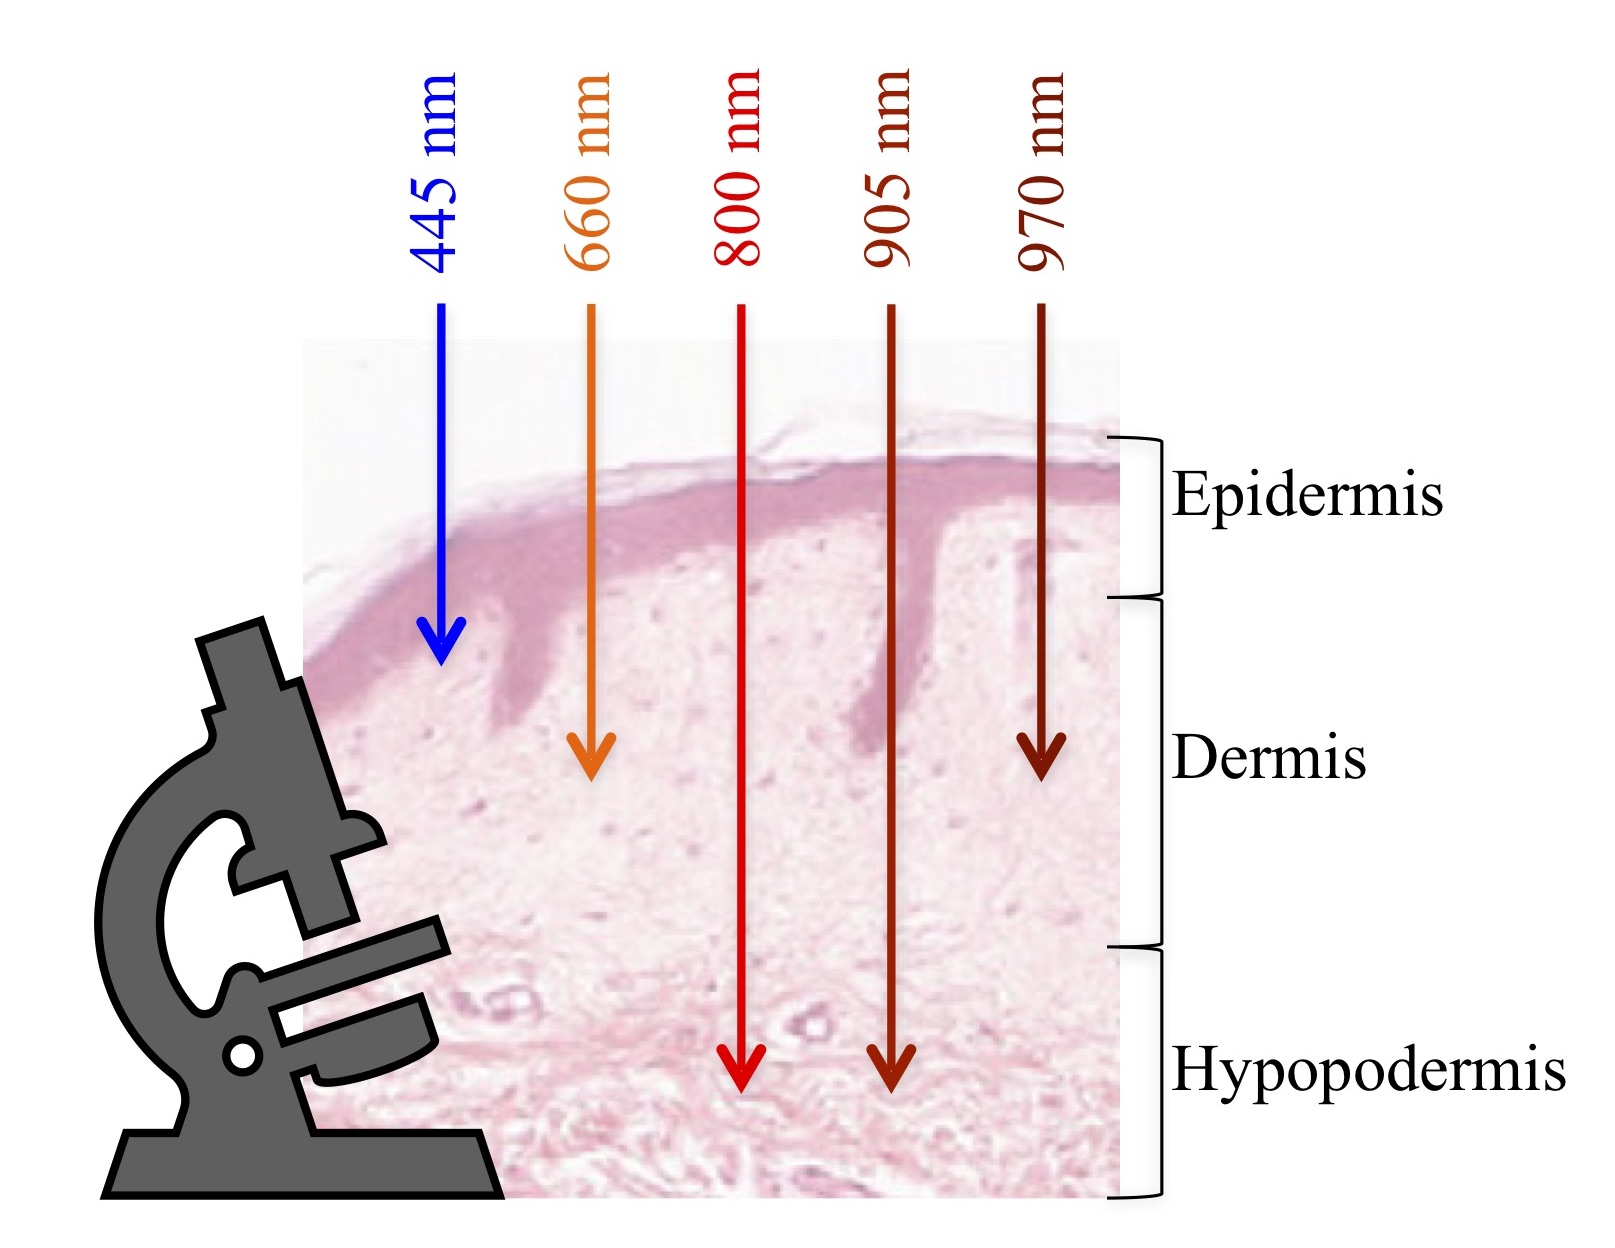 445 nm
660 nm
800 nm
905 nm
970 nm
Epidermis
Dermis
Hypopodermis